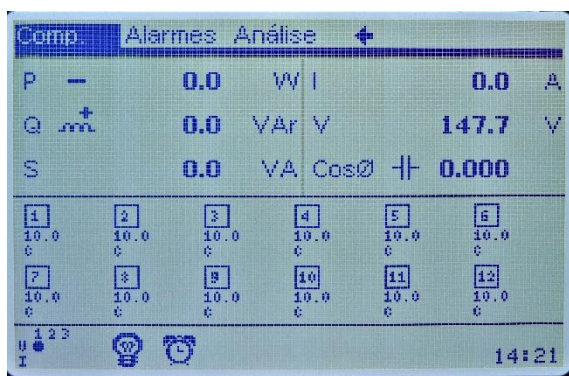 Comp. Alarmes Análise
P 0.0 W I 0.0 A
Q 0.0 VAr V 147.7 V
S 0.0 VA CosØ 0.000
1 2 3 4 5 6
10.0 10.0 10.0 10.0 10.0 10.0
C C C C C C
7 8 9 10 11 12
10.0 10.0 10.0 10.0 10.0 10.0
C C C C C C
1 2 3
U
I
14:21